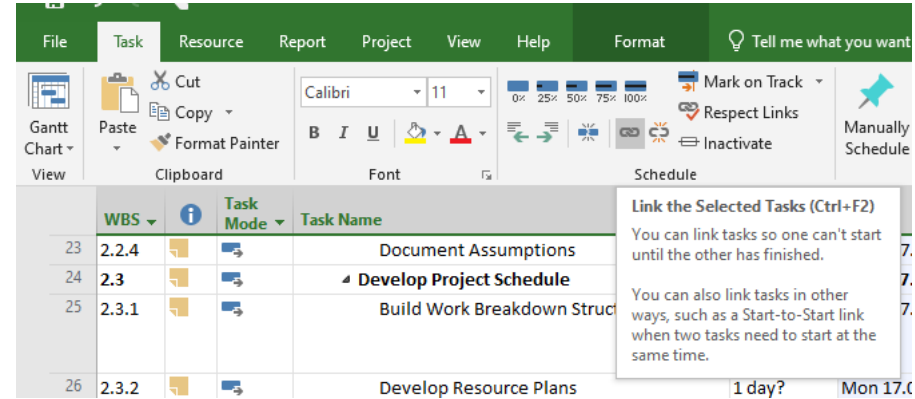 File Task Resource Report Project View Help Format Tell me what you want
Cut
Copy
Format Painter
Paste
Gantt
Chart
View
Clipboard
Calibri 11
B I U A
Font
0% 25% 50% 75% 100%
Mark on Track
Respect Links
Inactivate
Schedule
Manually
Schedule
WBS Task Mode Task Name
23 2.2.4 Document Assumptions
24 2.3 Develop Project Schedule
25 2.3.1 Build Work Breakdown
26 2.3.2 Develop Resource Plans 1 day? Mon 17.0
Link the Selected Tasks (Ctrl+F2)
You can link tasks so one can't start
until the other has finished.
You can also link tasks in other
ways, such as a Start-to-Start link
when two tasks need to start at the
same time.